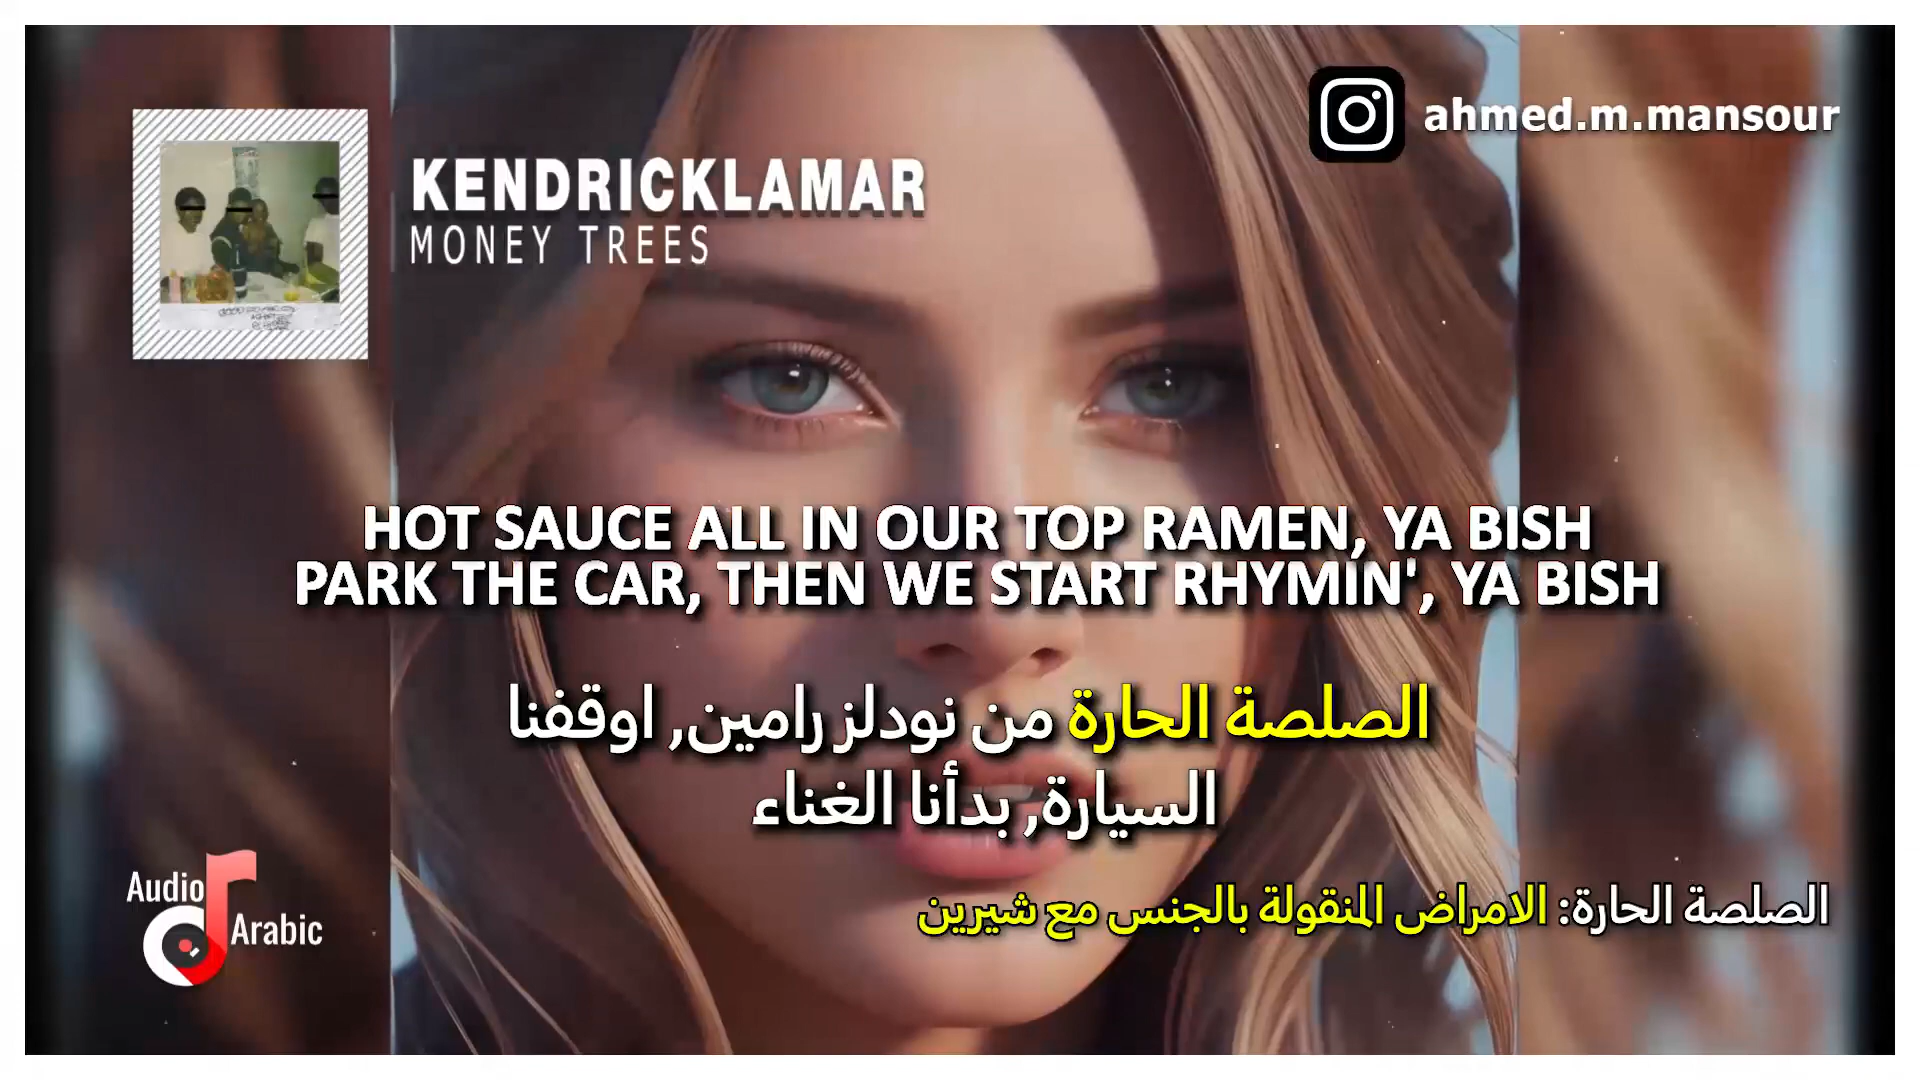 ahmed.m.mansour
KENDRICKLAMAR
MONEY TREES
HOT SAUCE ALL IN OUR TOP RAMEN, YA BISH
PARK THE CAR, THEN WE START RHYMIN', YA BISH
الصلصة الحارة من نودلز رامين, اوقفنا
السيارة, بدأنا الغناء
الصلصة الحارة: الامراض المنقولة بالجنس مع شيرين
Audio
Arabic